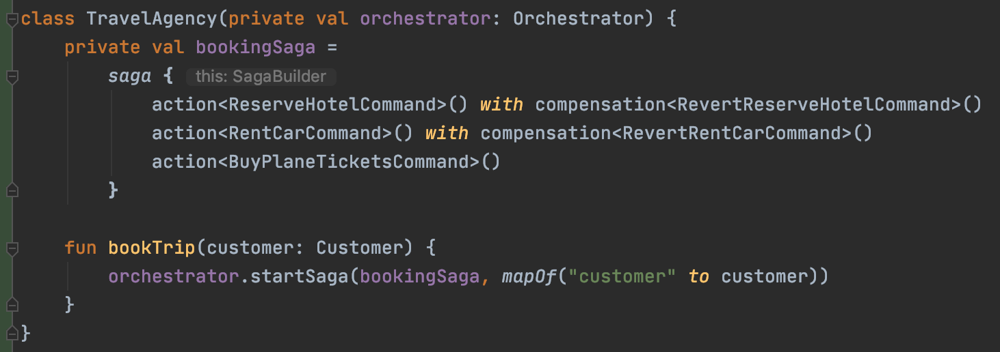 class TravelAgency(private val orchestrator: Orchestrator) {
    private val bookingSaga =
        saga { this: SagaBuilder
            action<ReserveHotelCommand>() with compensation<RevertReserveHotelCommand>()
            action<RentCarCommand>() with compensation<RevertRentCarCommand>()
            action<BuyPlaneTicketsCommand>()
        }

    fun bookTrip(customer: Customer) {
        orchestrator.startSaga(bookingSaga, mapOf("customer" to customer))
    }
}